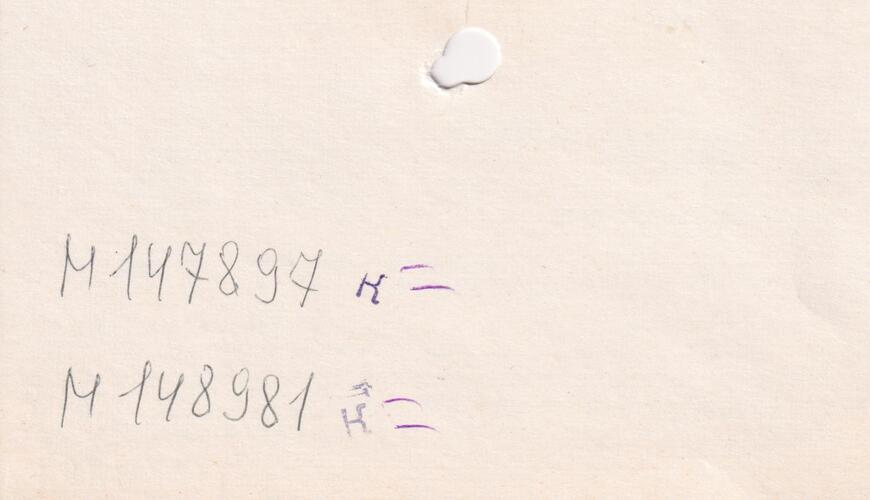 М 147897 к =
М 148981 к =